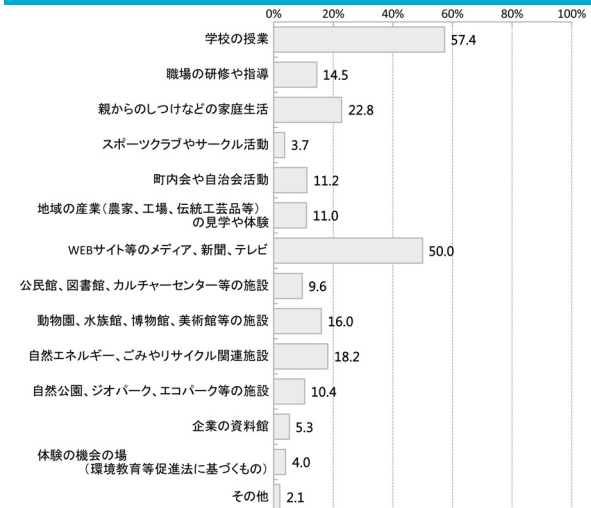 0% 20% 40% 60% 80% 100%
学校の授業 57.4
職場の研修や指導 14.5
親からのしつけなどの家庭生活 22.8
スポーツクラブやサークル活動 3.7
町内会や自治会活動 11.2
地域の産業(農家、工場、伝統工芸品等)
の見学や体験 11.0
WEBサイト等のメディア、新聞、テレビ 50.0
公民館、図書館、カルチャーセンター等の施設 9.6
動物園、水族館、博物館、美術館等の施設 16.0
自然エネルギー、ごみやリサイクル関連施設 18.2
自然公園、ジオパーク、エコパーク等の施設 10.4
企業の資料館 5.3
体験の機会の場
(環境教育等促進法に基づくもの) 4.0
その他 2.1